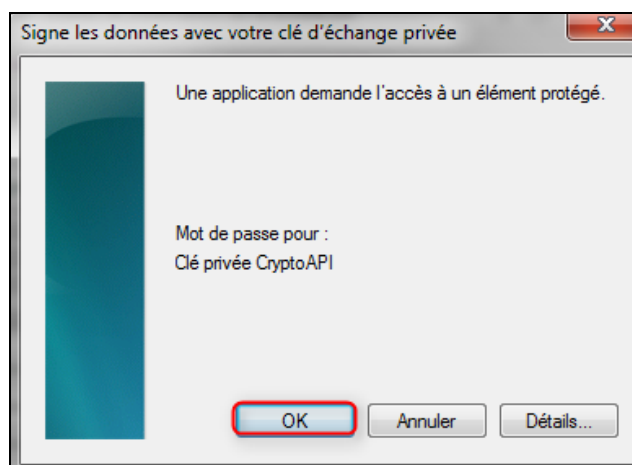 Signe les données avec votre clé d'échange privée
Une application demande l'accès à un élément protégé.
Mot de passe pour :
Clé privée CryptoAPI
OK Annuler Détails...